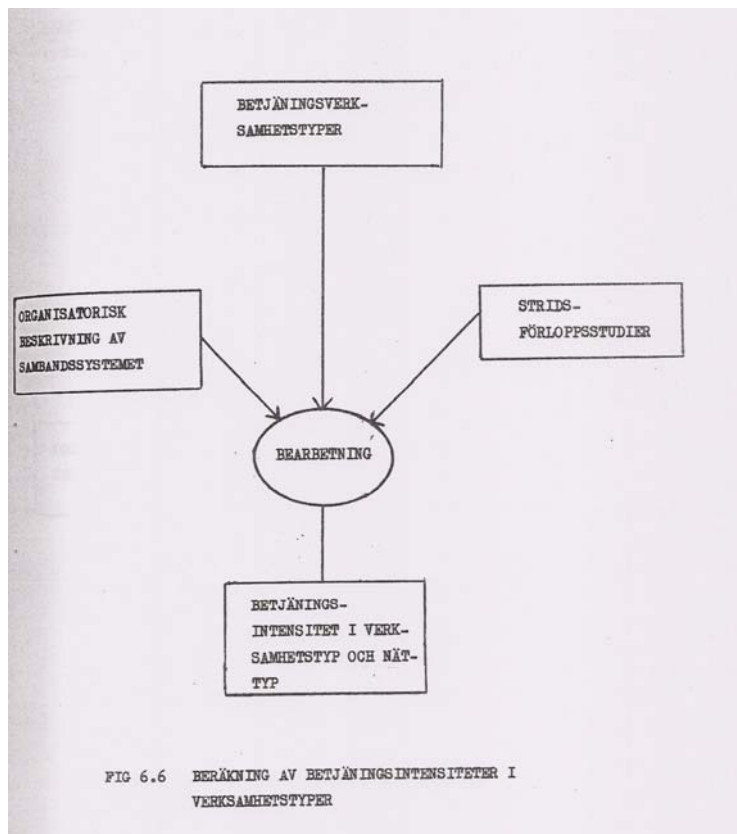 BETJÄNINGSVERK-
SAMHETSTYPER
ORGANISATORISK
BESKRIVNING AV
SAMBANDSSYSTEMET
STRIDS-
FÖRLOPPSSTUDIER
BEARBETNING
BETJÄNINGS-
INTENSITET I VERK-
SAMHETSTYP OCH NÄT-
TYP
FIG 6.6 BERÄKNING AV BETJÄNINGSINTENSITETER I
VERKSAMHETSTYPER